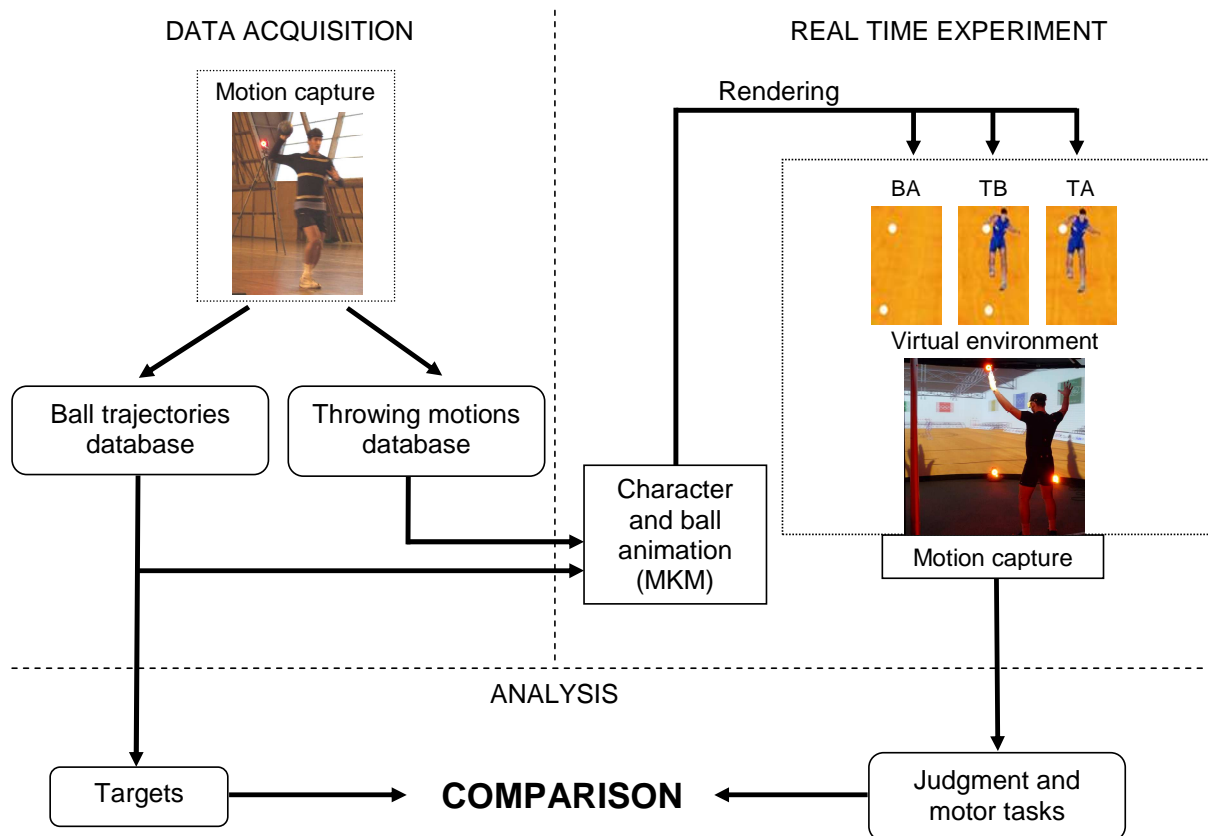 DATA ACQUISITION
REAL TIME EXPERIMENT
Motion capture
Rendering
BA
TB
TA
Virtual environment
Ball trajectories
database
Throwing motions
database
Character
and ball
animation
(MKM)
Motion capture
ANALYSIS
Targets
COMPARISON
Judgment and
motor tasks